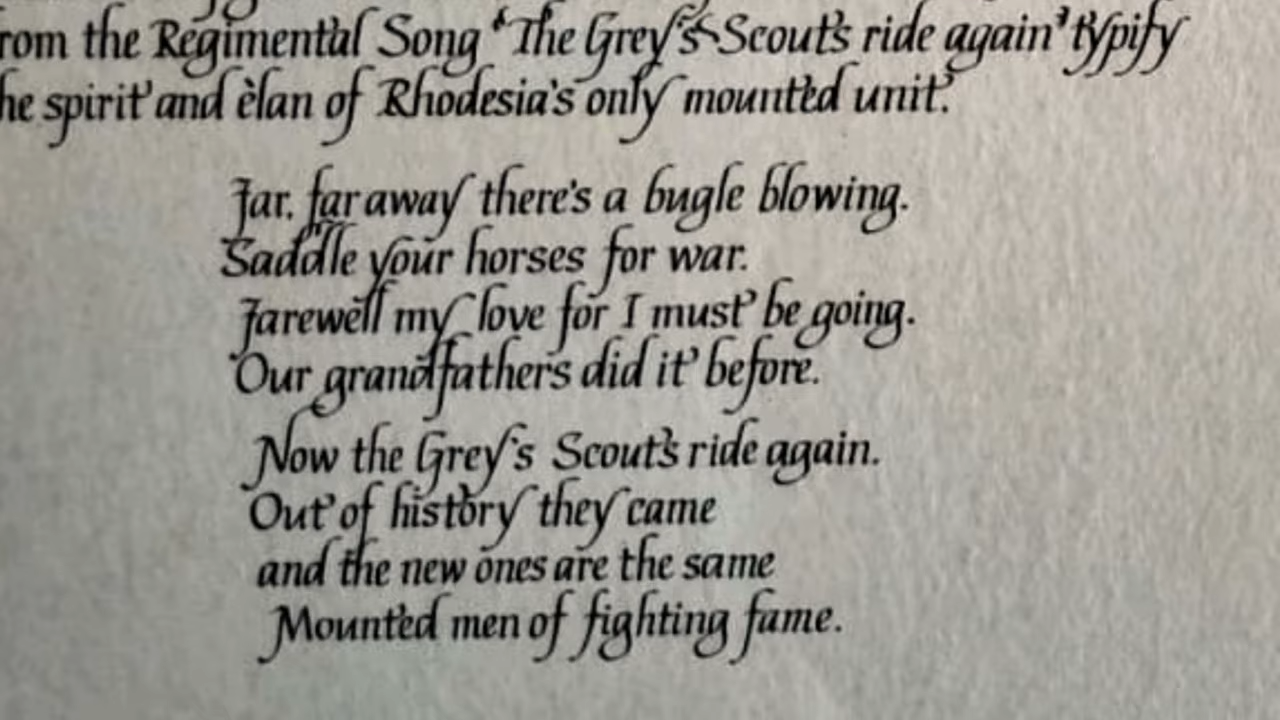 rom the Regimental Song 'The Grey's Scouts ride again' typify
he spirit and èlan of Rhodesia's only mounted unit.
Far, far away there's a bugle blowing.
Saddle your horses for war.
Farewell my love for I must be going.
Our grandfathers did it before.
Now the Grey's Scouts ride again.
Out of history they came
and the new ones are the same
Mounted men of fighting fame.